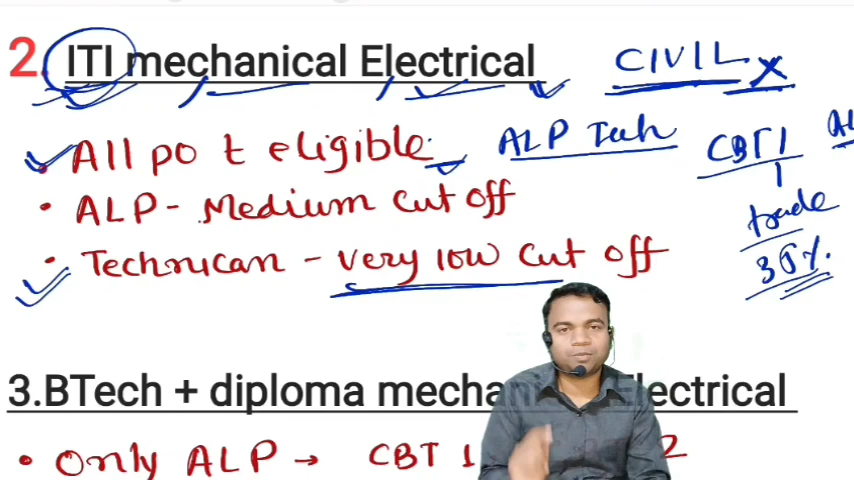 2. ITI mechanical Electrical CIVIL X
All po t eligible ALP Tech CBT 1
ALP - Medium Cut off trade
Technican - very low cut off 35%.
3.BTech + diploma mechan Electrical
Only ALP → CBT 1 2